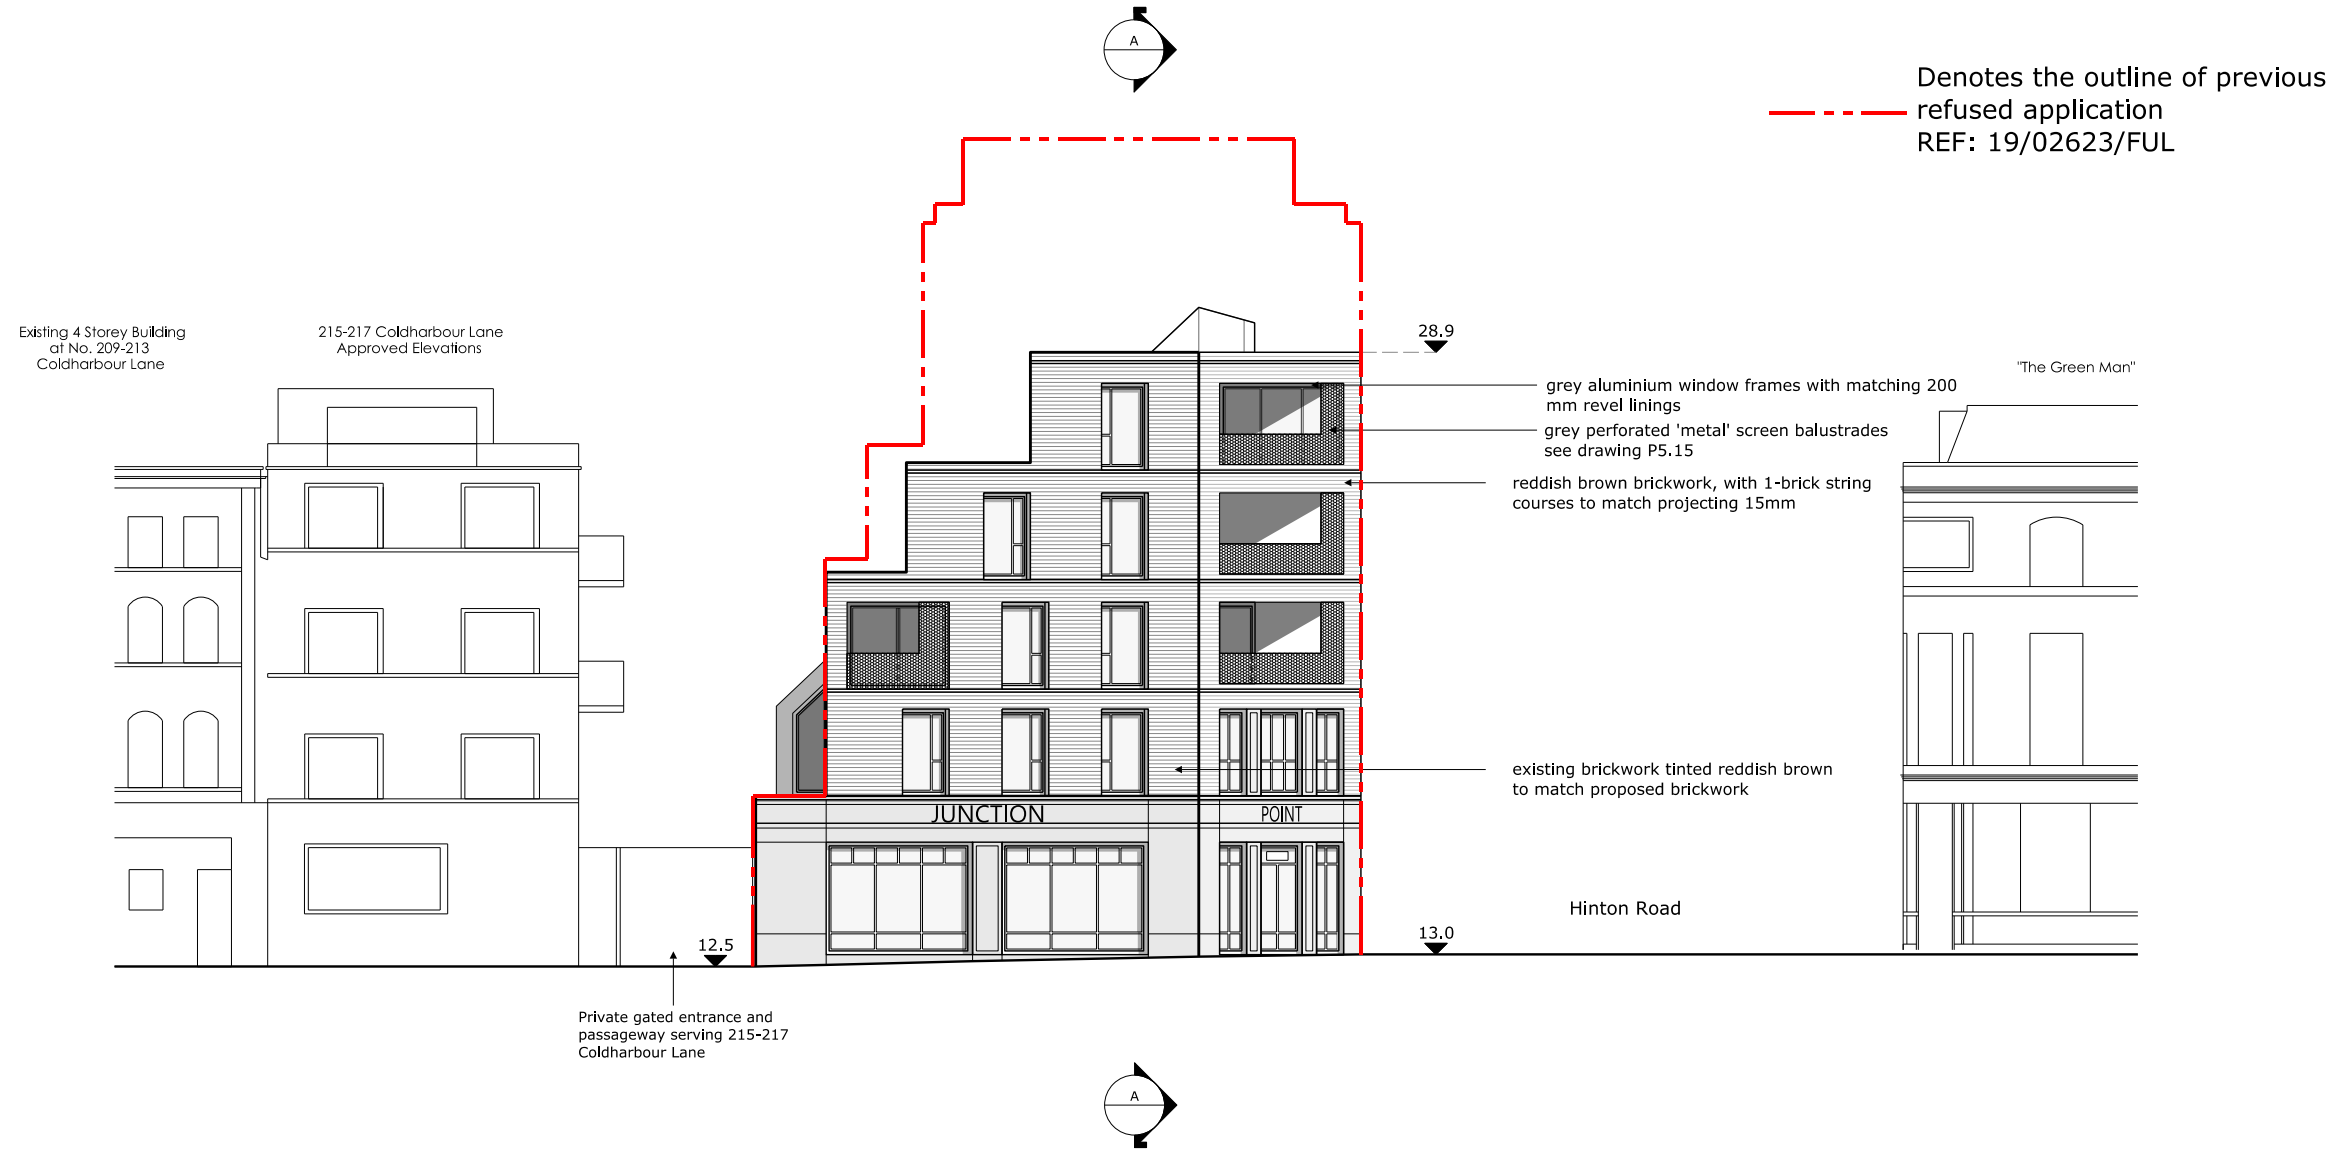 A
Denotes the outline of previous
refused application
REF: 19/02623/FUL
Existing 4 Storey Building
at No. 209-213
Coldharbour Lane
215-217 Coldharbour Lane
Approved Elevations
28.9
"The Green Man"
grey aluminium window frames with matching 200
mm revel linings
grey perforated 'metal' screen balustrades
see drawing P5.15
reddish brown brickwork, with 1-brick string
courses to match projecting 15mm
existing brickwork tinted reddish brown
to match proposed brickwork
JUNCTION
POINT
Hinton Road
12.5
13.0
Private gated entrance and
passageway serving 215-217
Coldharbour Lane
A